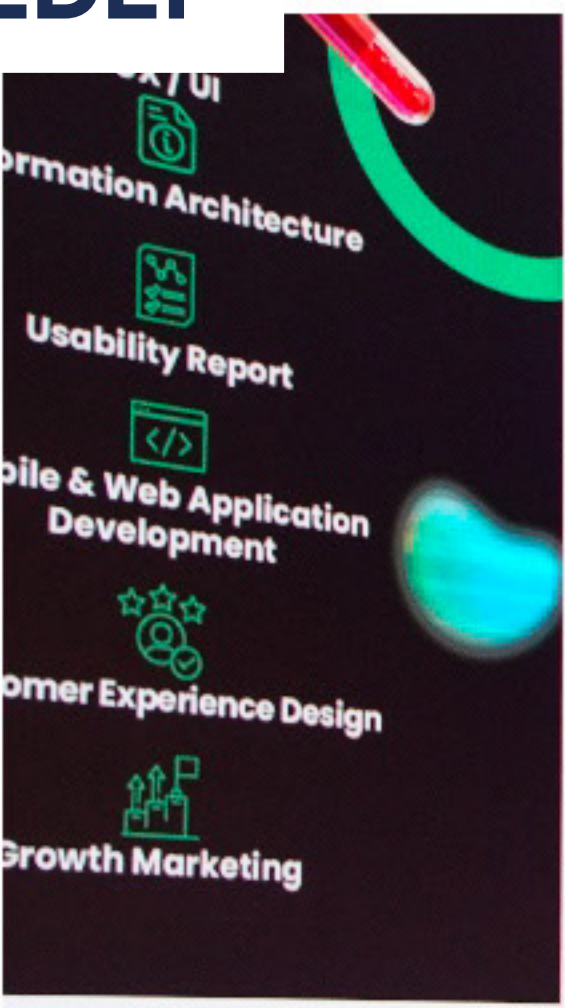 UX / UI
ormation Architecture
Usability Report
bile & Web Application
Development
omer Experience Design
Growth Marketing